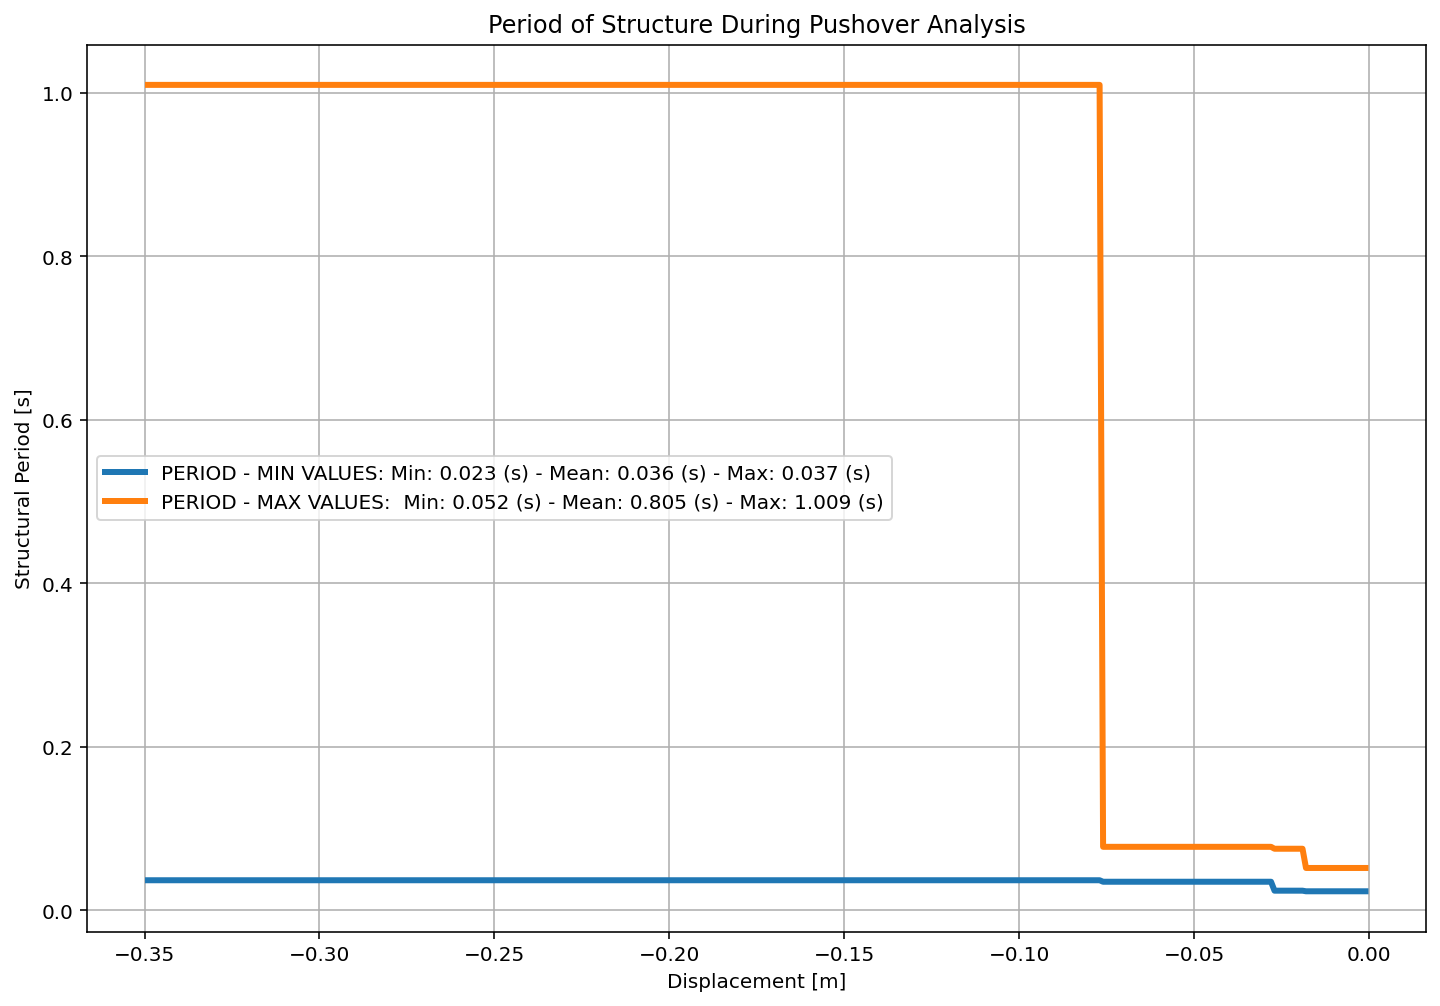 Period of Structure During Pushover Analysis
Structural Period [s]
1.0
0.8
0.6
0.4
0.2
0.0
PERIOD - MIN VALUES: Min: 0.023 (s) - Mean: 0.036 (s) - Max: 0.037 (s)
PERIOD - MAX VALUES:  Min: 0.052 (s) - Mean: 0.805 (s) - Max: 1.009 (s)
−0.35 −0.30 −0.25 −0.20 −0.15 −0.10 −0.05 0.00
Displacement [m]